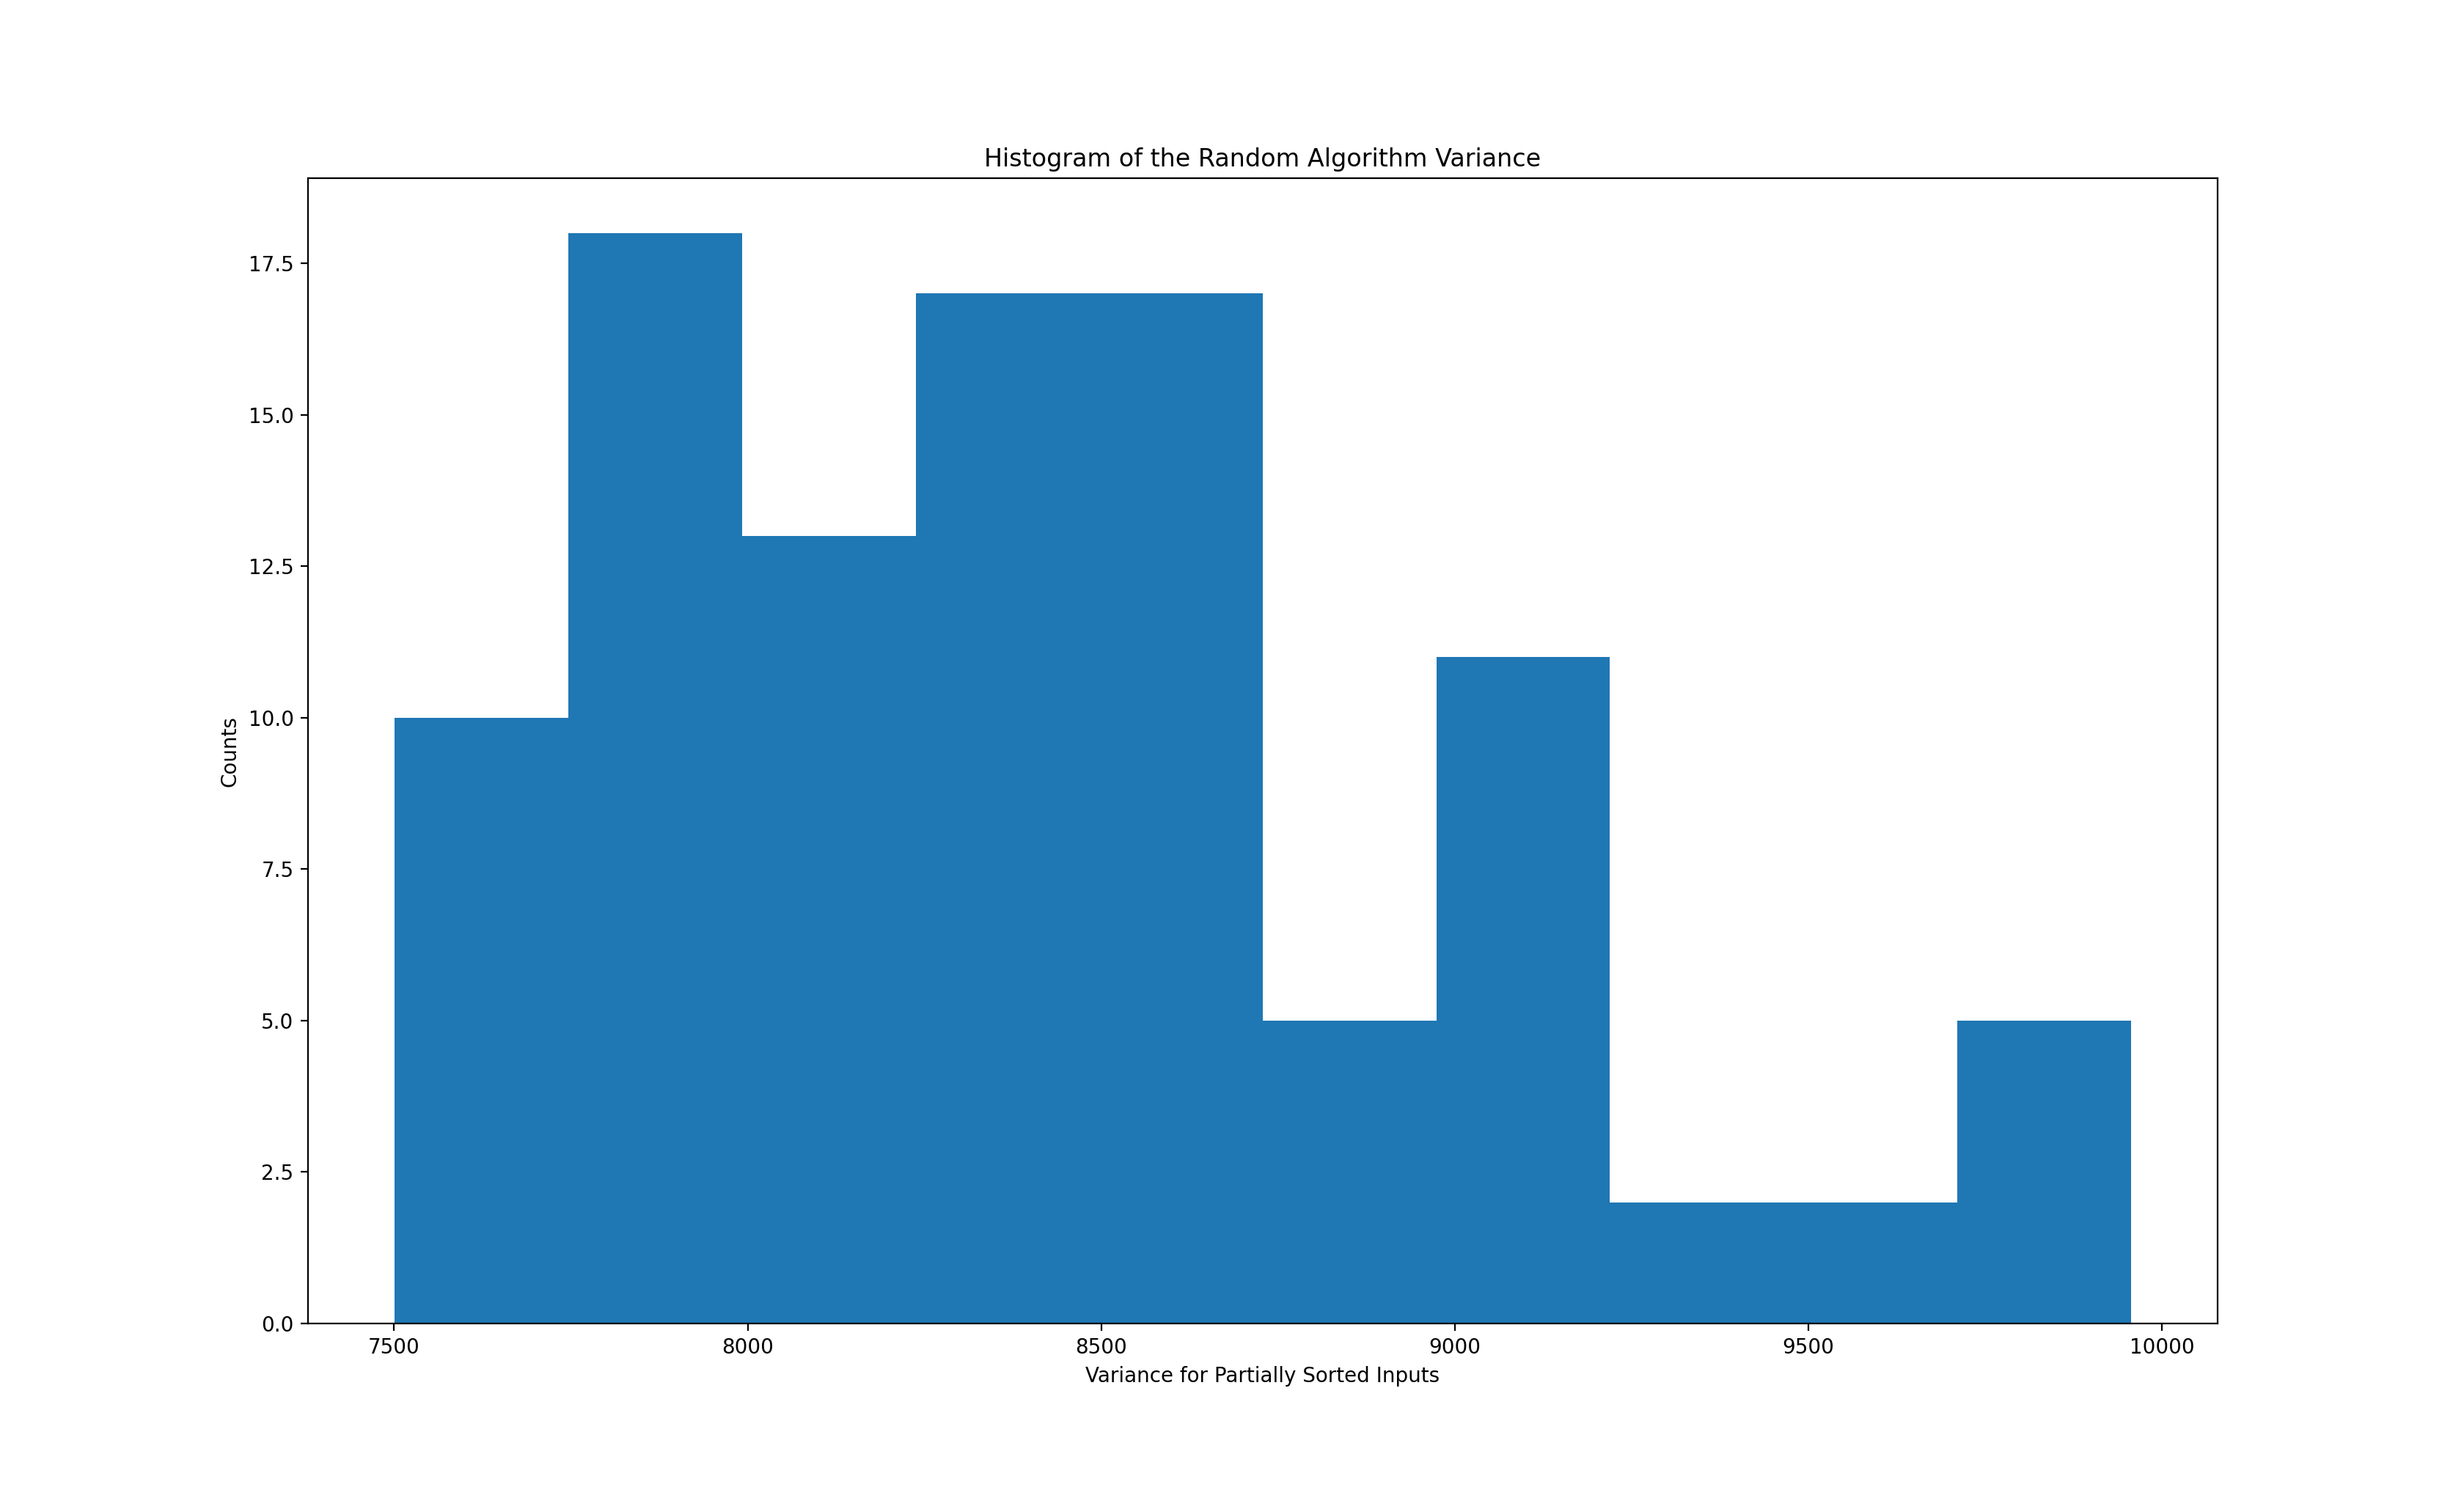 Histogram of the Random Algorithm Variance
17.5
15.0
12.5
10.0
7.5
5.0
2.5
0.0
Counts
7500 8000 8500 9000 9500 10000
Variance for Partially Sorted Inputs